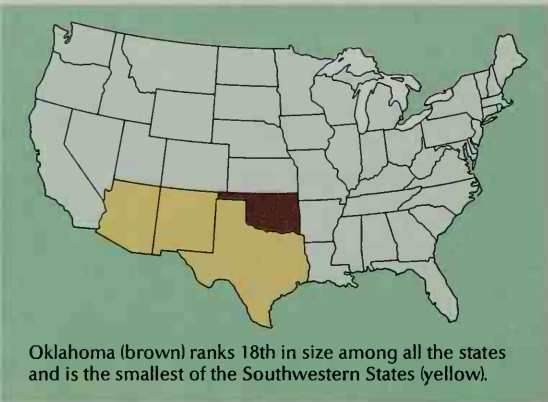 Oklahoma (brown) ranks 18th in size among all the states
and is the smallest of the Southwestern States (yellow).